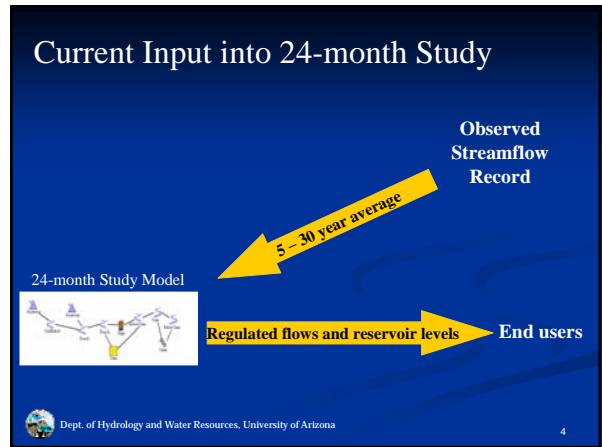 Current Input into 24-month Study
Observed
Streamflow
Record
5 – 30 year average
24-month Study Model
Regulated flows and reservoir levels
End users
Dept. of Hydrology and Water Resources, University of Arizona
4